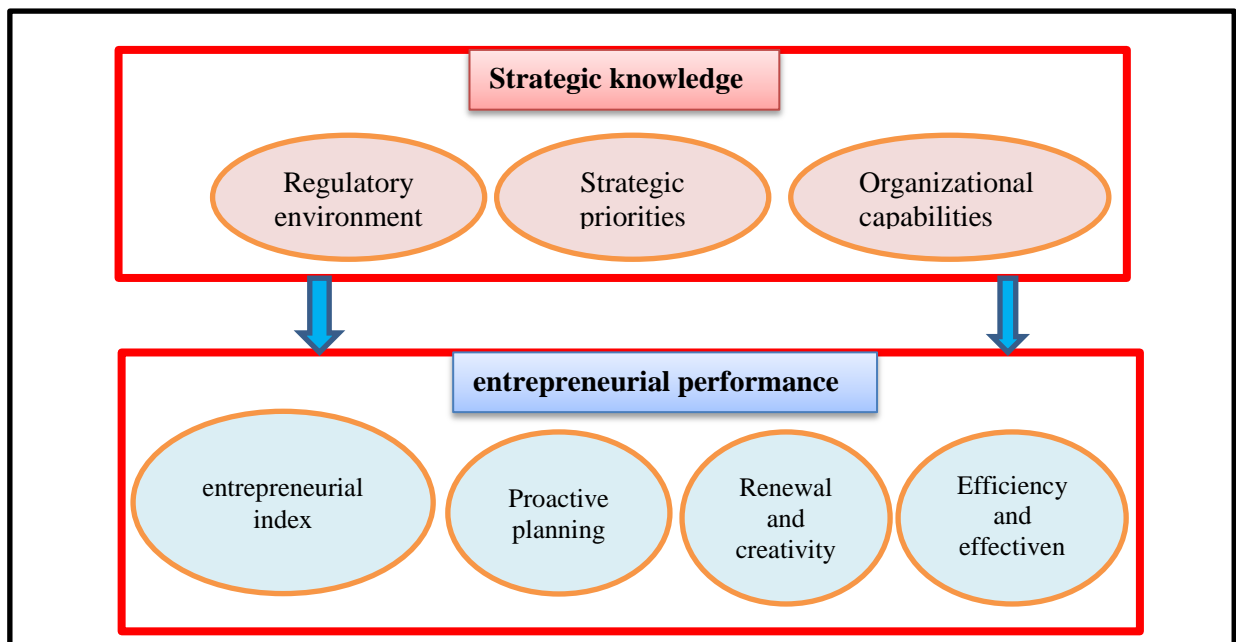 Strategic knowledge
Regulatory
environment
Strategic
priorities
Organizational
capabilities
entrepreneurial performance
entrepreneurial
index
Proactive
planning
Renewal
and
creativity
Efficiency
and
effectiven